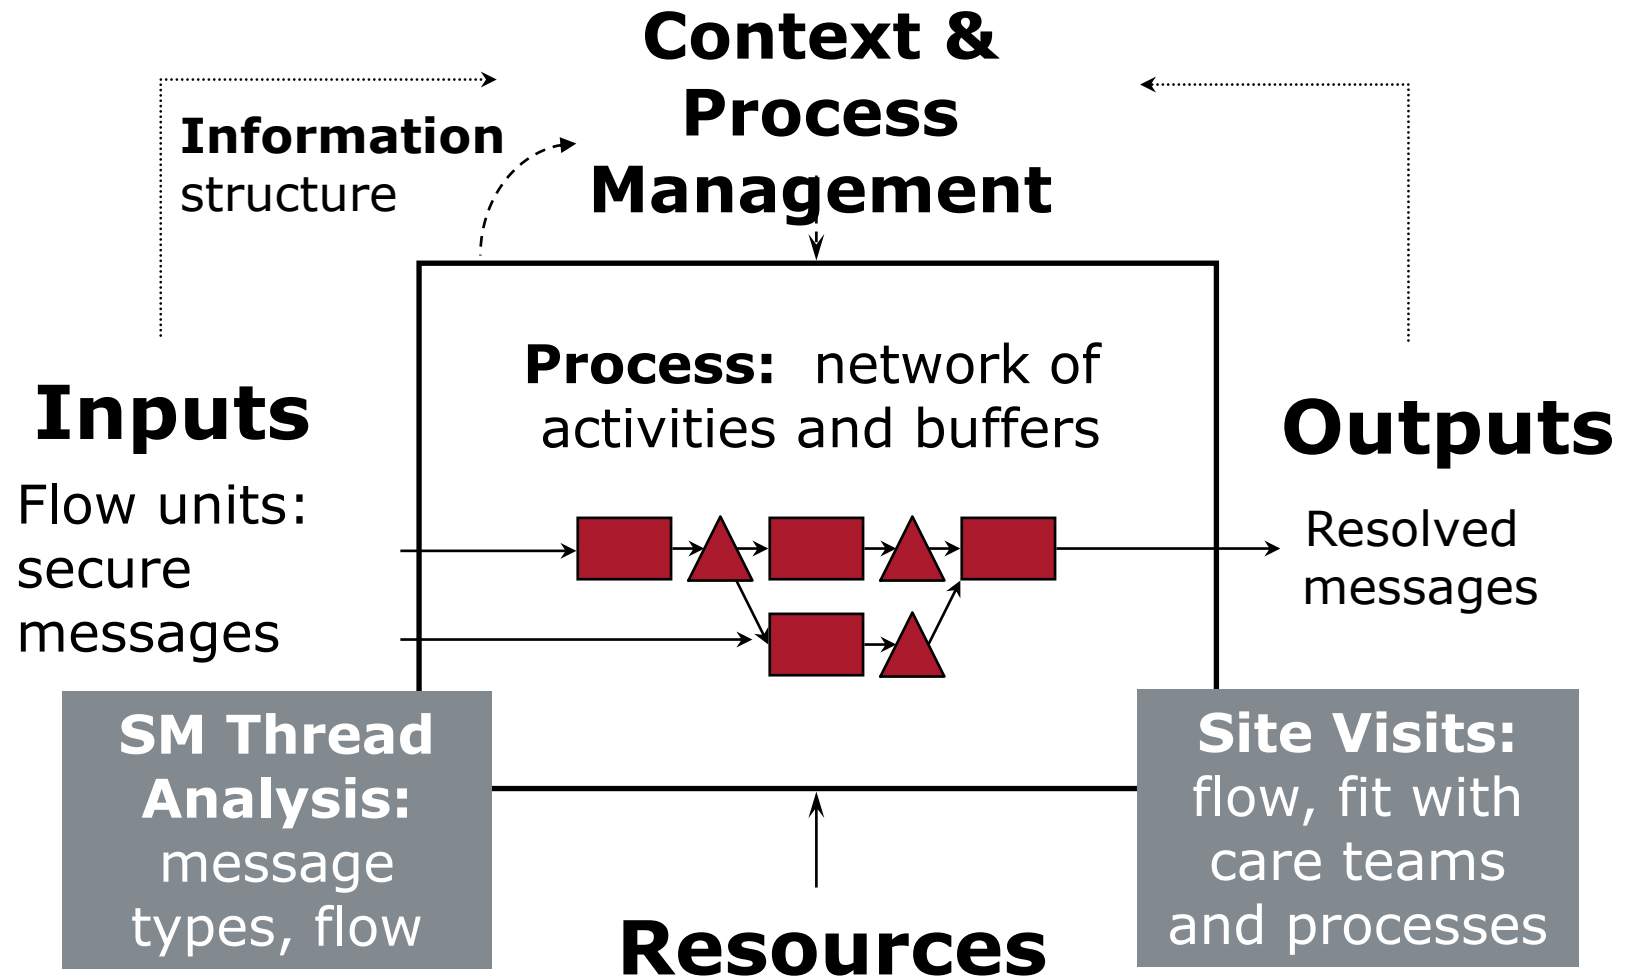 Context &
Process
Management
Information
structure
Process: network of
activities and buffers
Inputs
Flow units:
secure
messages
Outputs
Resolved
messages
SM Thread
Analysis:
message
types, flow
Site Visits:
flow, fit with
care teams
and processes
Resources